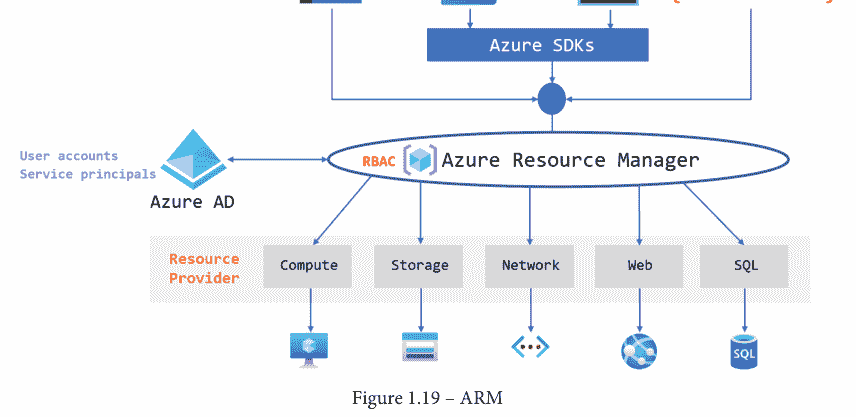 Azure SDKs
RBAC
Azure Resource Manager
User accounts
Service principals
Azure AD
Resource
Provider
Compute
Storage
Network
Web
SQL
SQL
Figure 1.19 – ARM